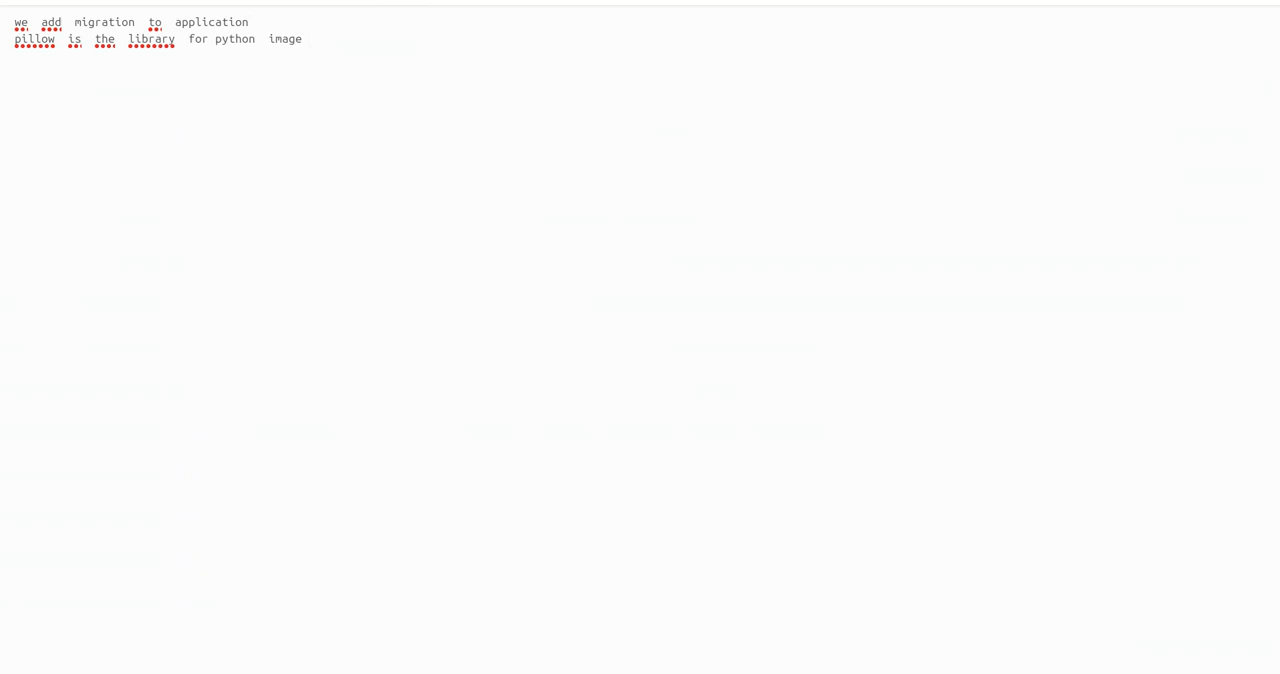 we add migration to application
pillow is the library for python image